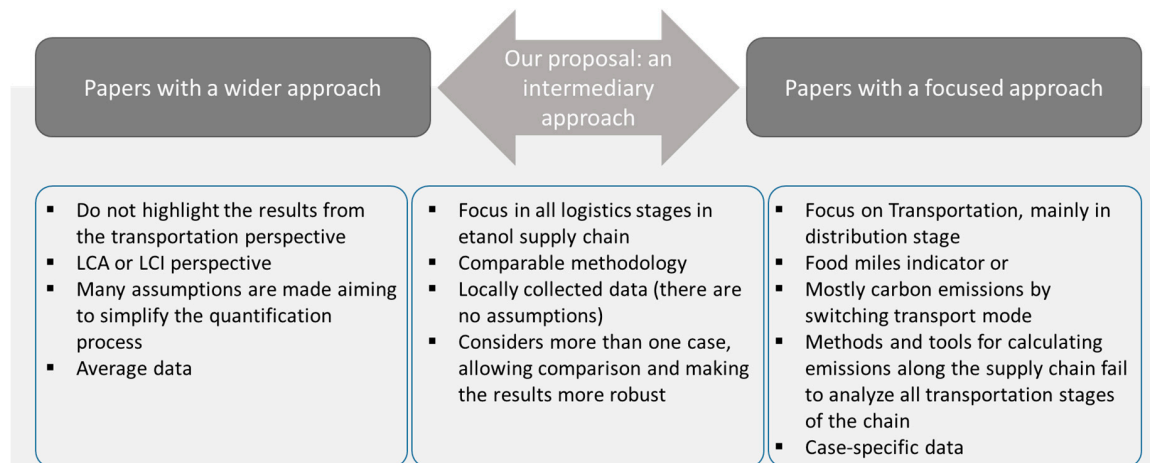 Papers with a wider approach
Our proposal: an
intermediary
approach
Papers with a focused approach
▪ Do not highlight the results from
the transportation perspective
▪ LCA or LCI perspective
▪ Many assumptions are made aiming
to simplify the quantification
process
▪ Average data
▪ Focus in all logistics stages in
etanol supply chain
▪ Comparable methodology
▪ Locally collected data (there are
no assumptions)
▪ Considers more than one case,
allowing comparison and making
the results more robust
▪ Focus on Transportation, mainly in
distribution stage
▪ Food miles indicator or
▪ Mostly carbon emissions by
switching transport mode
▪ Methods and tools for calculating
emissions along the supply chain fail
to analyze all transportation stages
of the chain
▪ Case-specific data